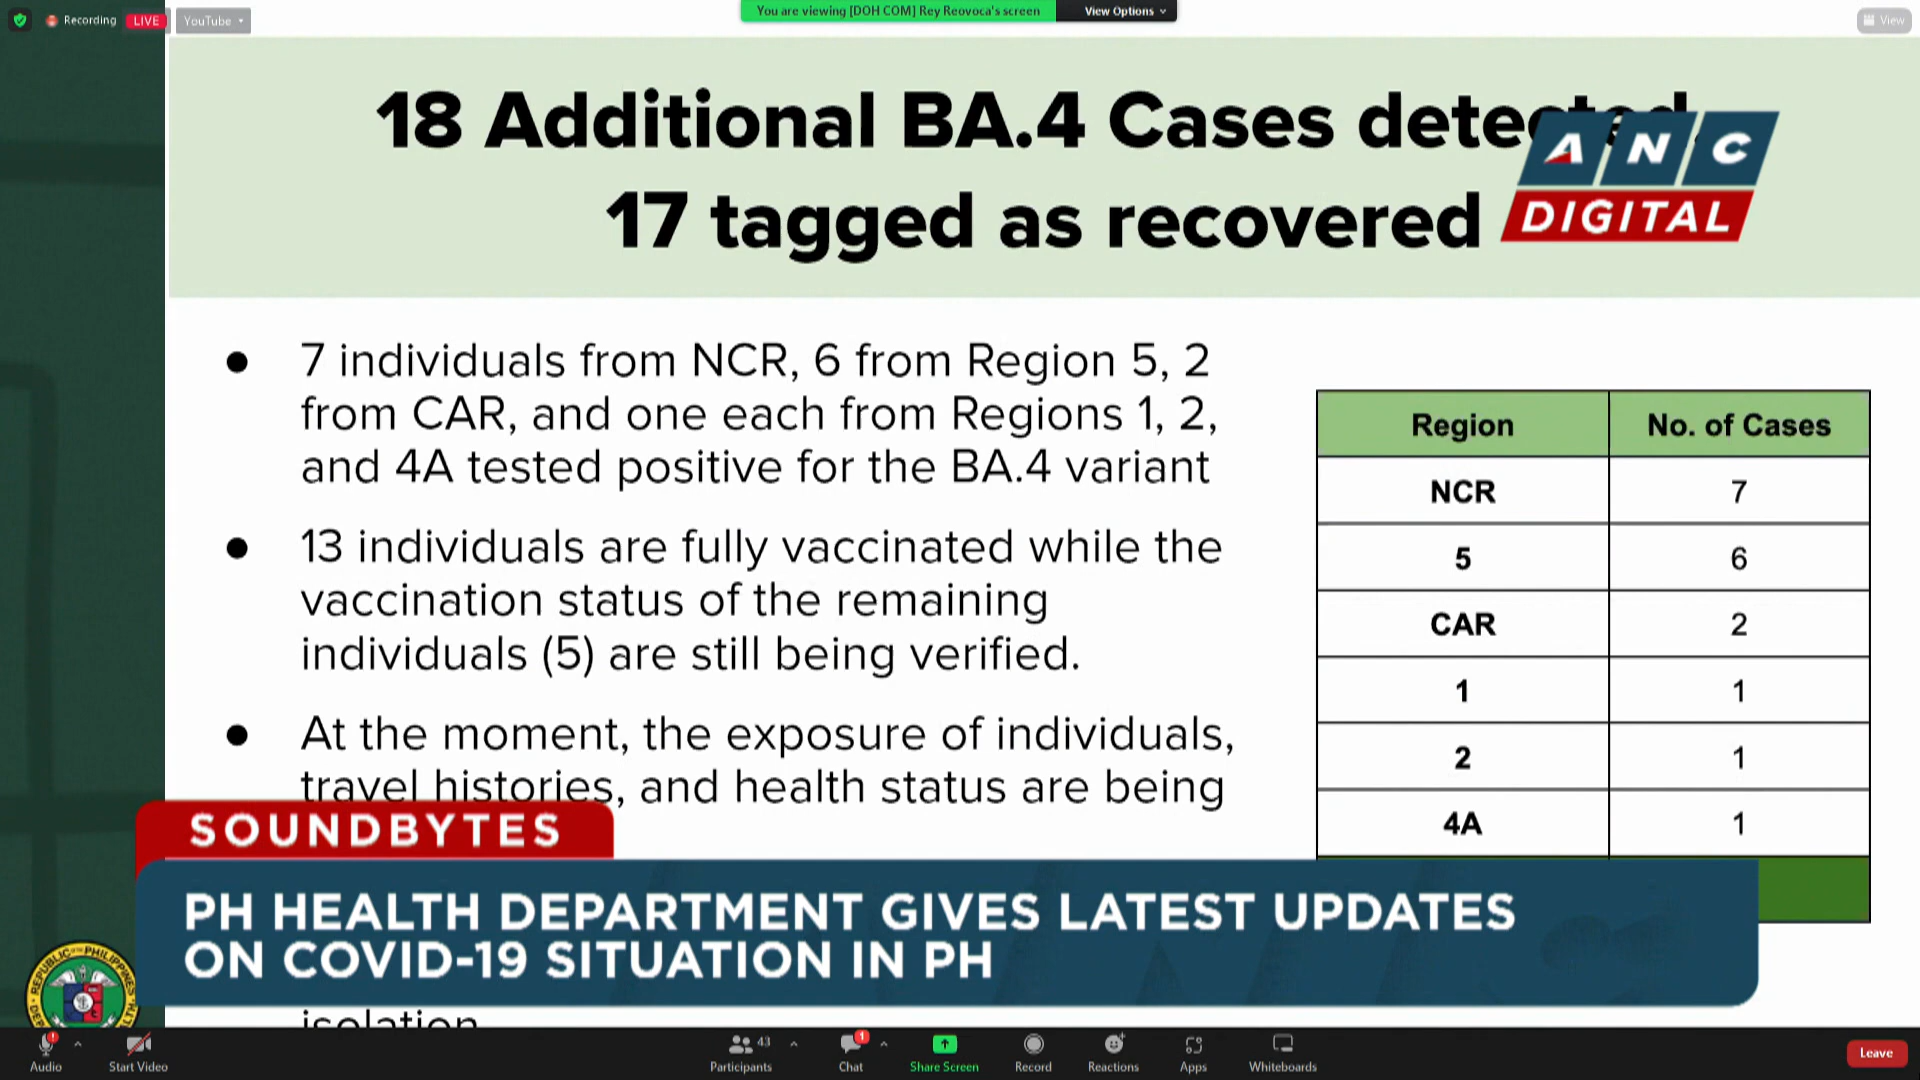 Recording LIVE YouTube
You are viewing [DOH COM] Rey Reovoca's screen View Options
View
18 Additional BA.4 Cases
17 tagged as recovered
ANC
DIGITAL
7 individuals from NCR, 6 from Region 5, 2
from CAR, and one each from Regions 1, 2,
and 4A tested positive for the BA.4 variant
13 individuals are fully vaccinated while the
vaccination status of the remaining
individuals (5) are still being verified.
At the moment, the exposure of individuals,
travel histories, and health status are being
isolation
Region No. of Cases
NCR 7
5 6
CAR 2
1 1
2 1
4A 1
SOUNDBYTES
PH HEALTH DEPARTMENT GIVES LATEST UPDATES
ON COVID-19 SITUATION IN PH
REPUBLIC OF THE PHILIPPINES
Audio Start Video Participants 43 Chat 1 Share Screen Record Reactions Apps Whiteboards Leave